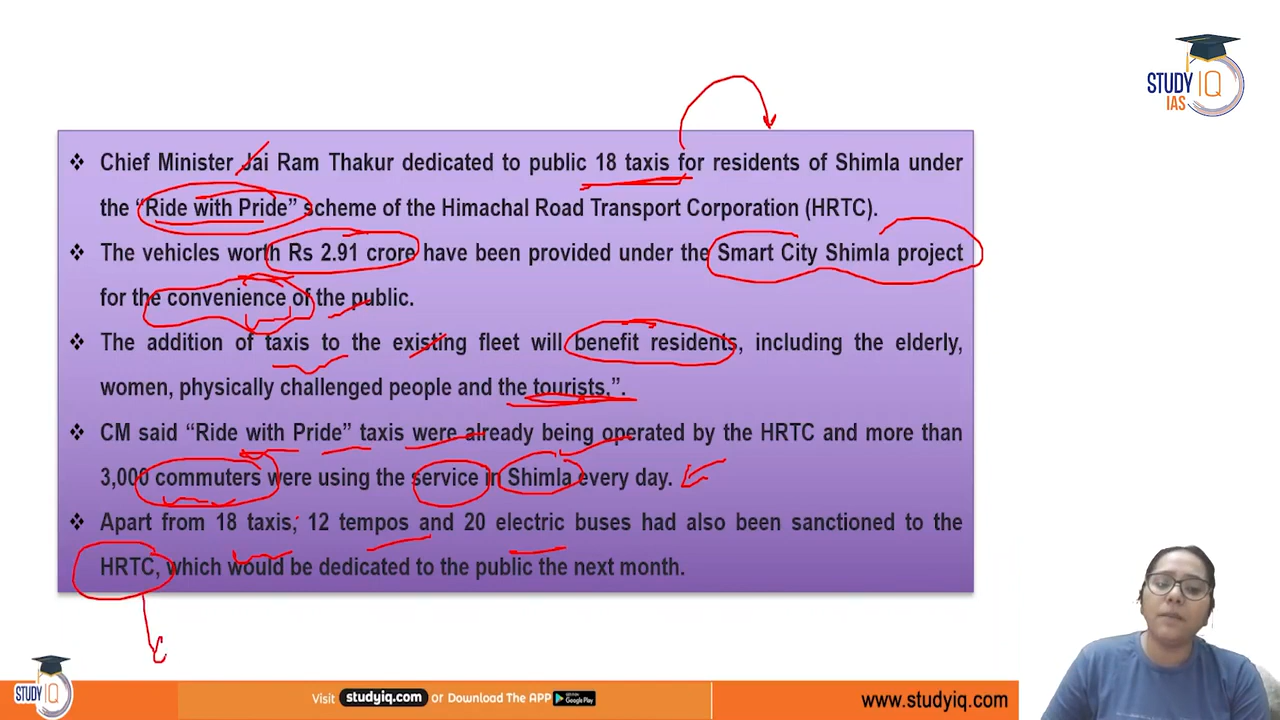 STUDY IQ
IAS
❖ Chief Minister Jai Ram Thakur dedicated to public 18 taxis for residents of Shimla under
the “Ride with Pride” scheme of the Himachal Road Transport Corporation (HRTC).
❖ The vehicles worth Rs 2.91 crore have been provided under the Smart City Shimla project
for the convenience of the public.
❖ The addition of taxis to the existing fleet will benefit residents, including the elderly,
women, physically challenged people and the tourists,”.
❖ CM said “Ride with Pride” taxis were already being operated by the HRTC and more than
3,000 commuters were using the service in Shimla every day.
❖ Apart from 18 taxis, 12 tempos and 20 electric buses had also been sanctioned to the
HRTC, which would be dedicated to the public the next month.
STUDY IQ
IAS
Visit studyiq.com or Download The APP Google Play
www.studyiq.com